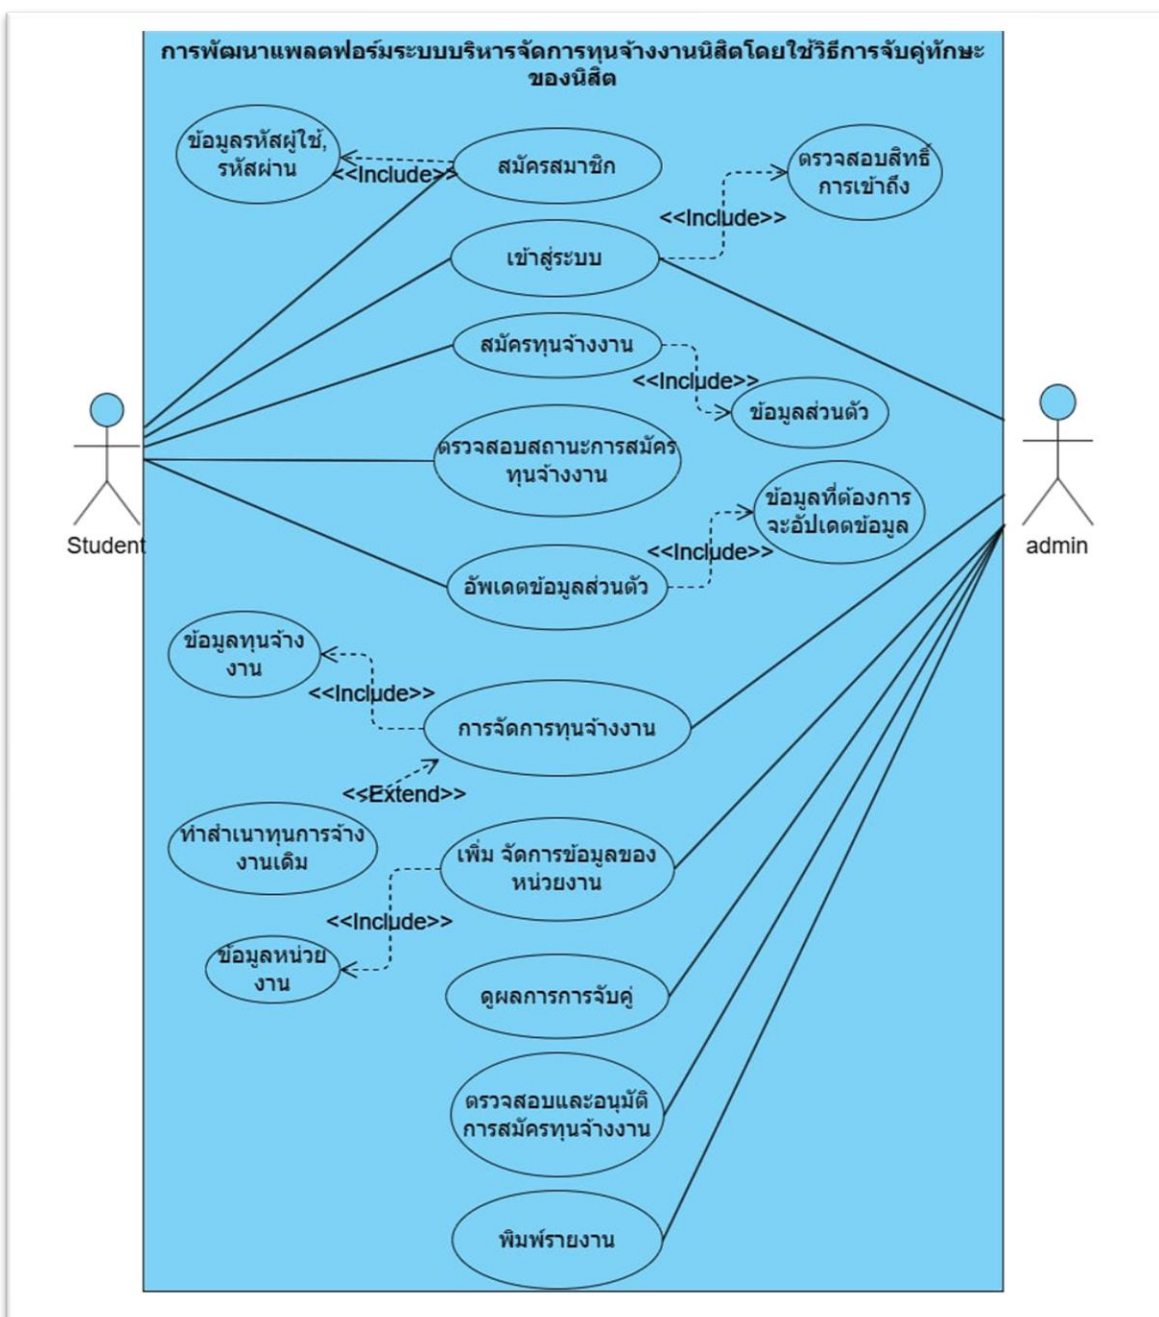 การพัฒนาแพลตฟอร์มระบบบริหารจัดการทุนจ้างงานนิสิตโดยใช้วิธีการจับคู่ทักษะ
ของนิสิต
ข้อมูลรหัสผู้ใช้,
รหัสผ่าน
<<Include>>
สมัครสมาชิก
ตรวจสอบสิทธิ์
การเข้าถึง
<<Include>>
เข้าสู่ระบบ
สมัครทุนจ้างงาน
<<Include>>
ข้อมูลส่วนตัว
ตรวจสอบสถานะการสมัคร
ทุนจ้างงาน
ข้อมูลที่ต้องการ
จะอัปเดตข้อมูล
Student
admin
<<Include>>
อัพเดตข้อมูลส่วนตัว
ข้อมูลทุนจ้าง
งาน
<<Include>>
การจัดการทุนจ้างงาน
<<Extend>>
ทำสำเนาทุนการจ้าง
งานเดิม
เพิ่ม จัดการข้อมูลของ
หน่วยงาน
<<Include>>
ข้อมูลหน่วย
งาน
ดูผลการการจับคู่
ตรวจสอบและอนุมัติ
การสมัครทุนจ้างงาน
พิมพ์รายงาน